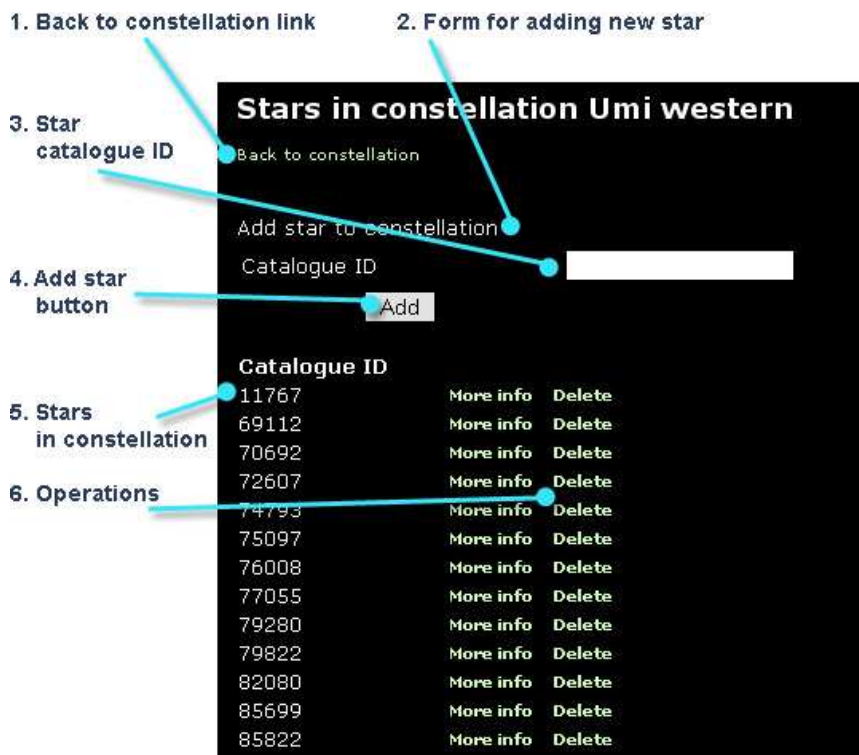 1. Back to constellation link
2. Form for adding new star
Stars in constellation Umi western
3. Star
catalogue ID
Back to constellation
Add star to constellation
Catalogue ID
4. Add star
button
Add
Catalogue ID
11767 More info Delete
5. Stars
in constellation
69112 More info Delete
70692 More info Delete
72607 More info Delete
6. Operations
74793 More info Delete
75097 More info Delete
76008 More info Delete
77055 More info Delete
79280 More info Delete
79822 More info Delete
82080 More info Delete
85699 More info Delete
85822 More info Delete